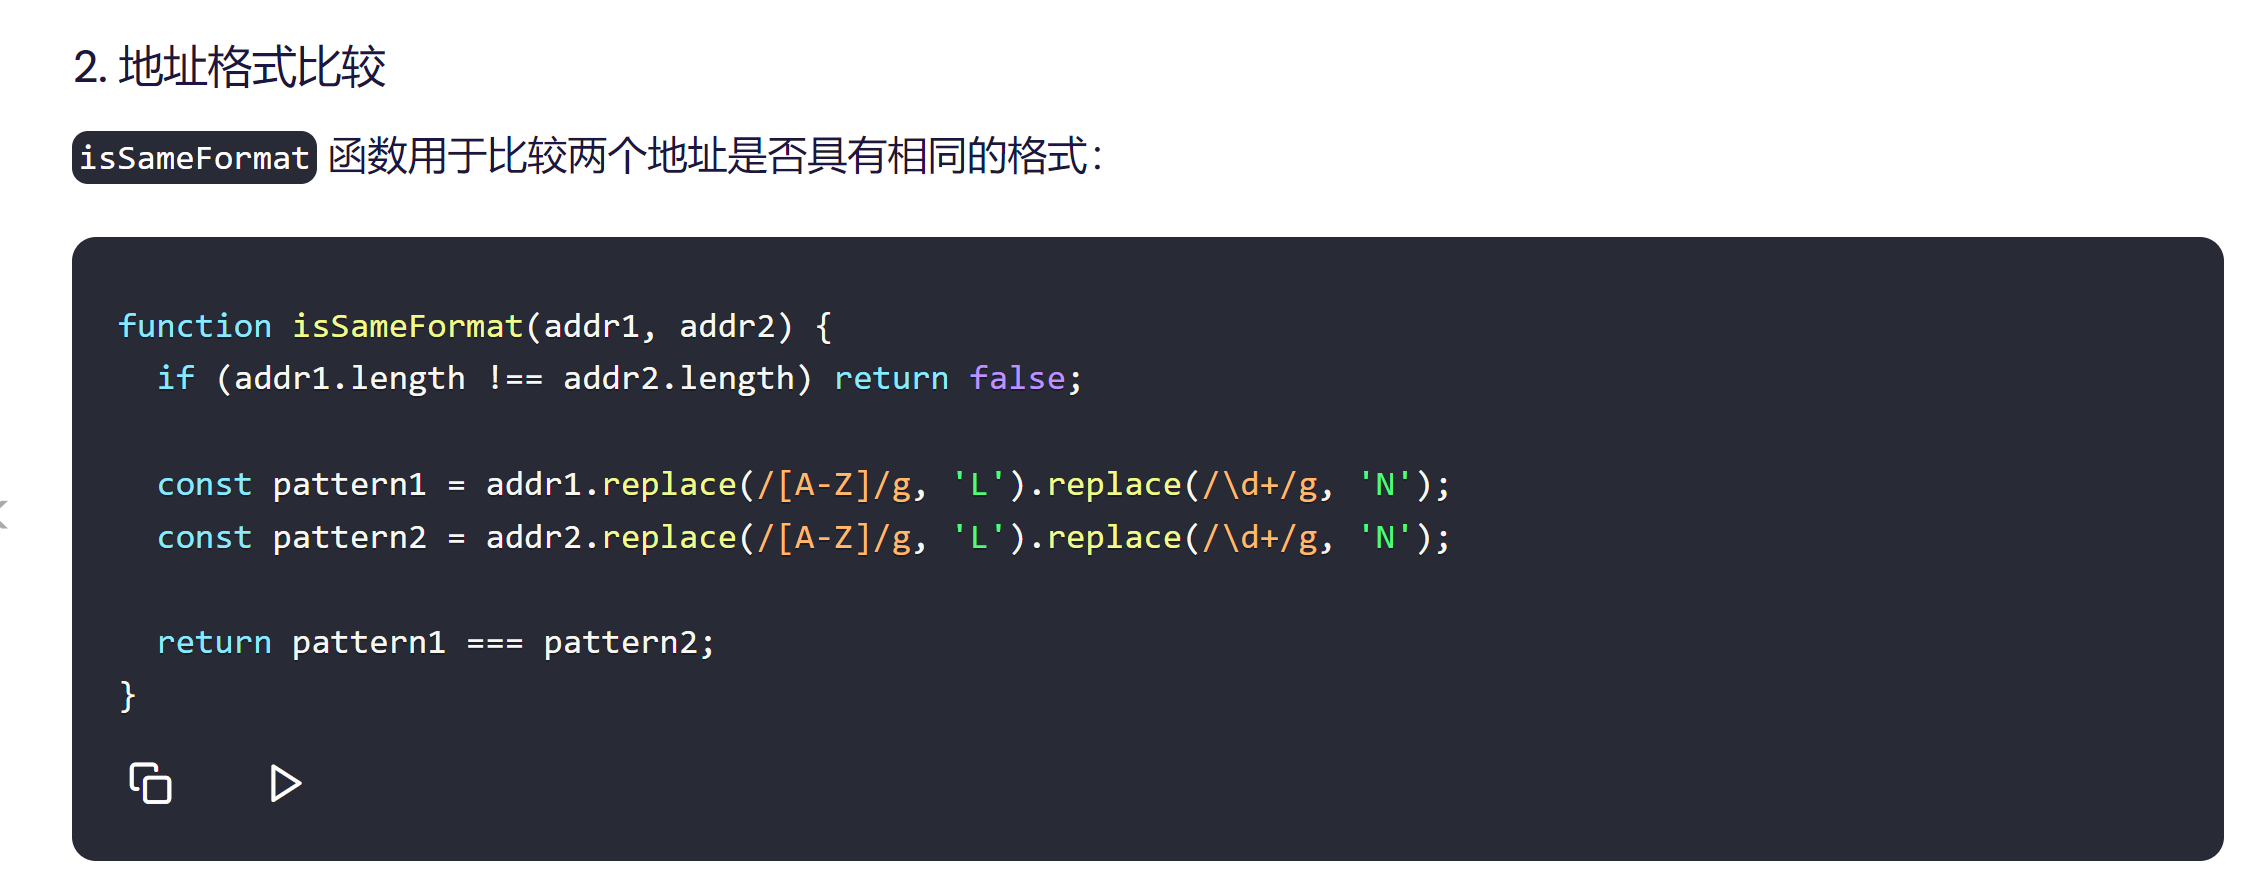 2. 地址格式比较
isSameFormat 函数用于比较两个地址是否具有相同的格式：
function isSameFormat(addr1, addr2) {
  if (addr1.length !== addr2.length) return false;
  const pattern1 = addr1.replace(/[A-Z]/g, 'L').replace(/\d+/g, 'N');
  const pattern2 = addr2.replace(/[A-Z]/g, 'L').replace(/\d+/g, 'N');
  return pattern1 === pattern2;
}